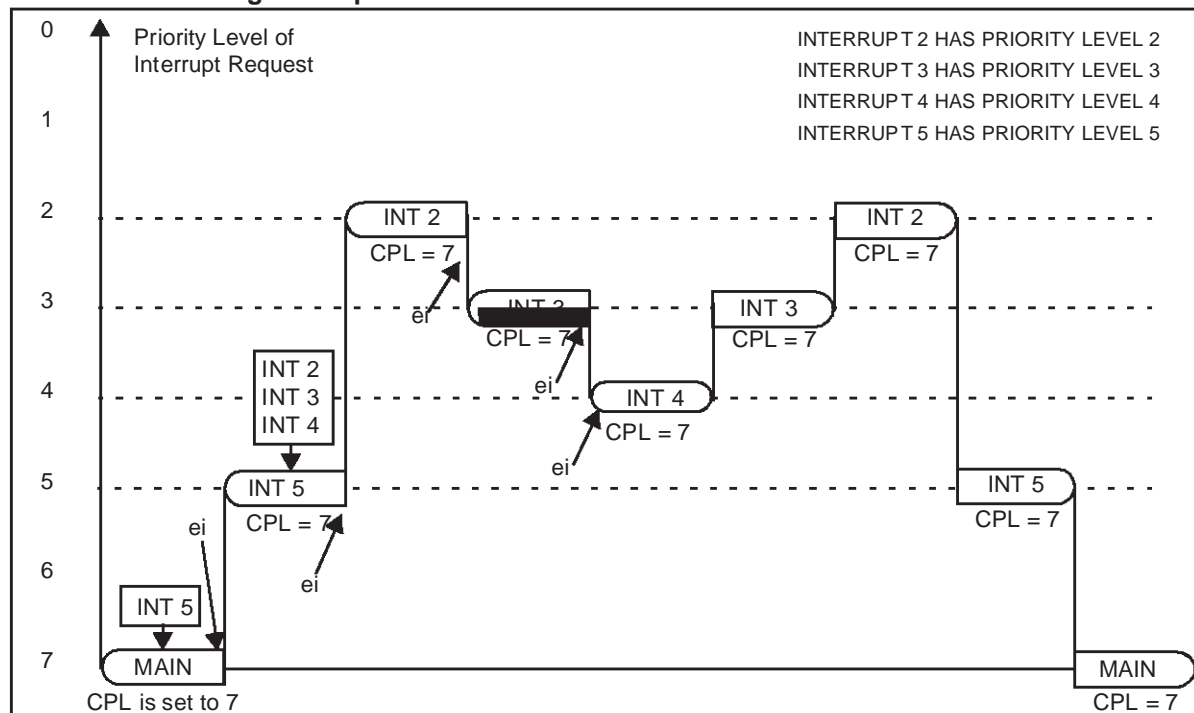 0
Priority Level of
Interrupt Request
INTERRUPT 2 HAS PRIORITY LEVEL 2
INTERRUPT 3 HAS PRIORITY LEVEL 3
INTERRUPT 4 HAS PRIORITY LEVEL 4
INTERRUPT 5 HAS PRIORITY LEVEL 5
1
2
INT 2
CPL = 7
INT 2
CPL = 7
3
ei
CPL = 7
INT 3
CPL = 7
INT 2
INT 3
INT 4
4
ei
INT 4
CPL = 7
ei
5
INT 5
CPL = 7
INT 5
CPL = 7
ei
6
ei
INT 5
7
MAIN
CPL is set to 7
MAIN
CPL = 7